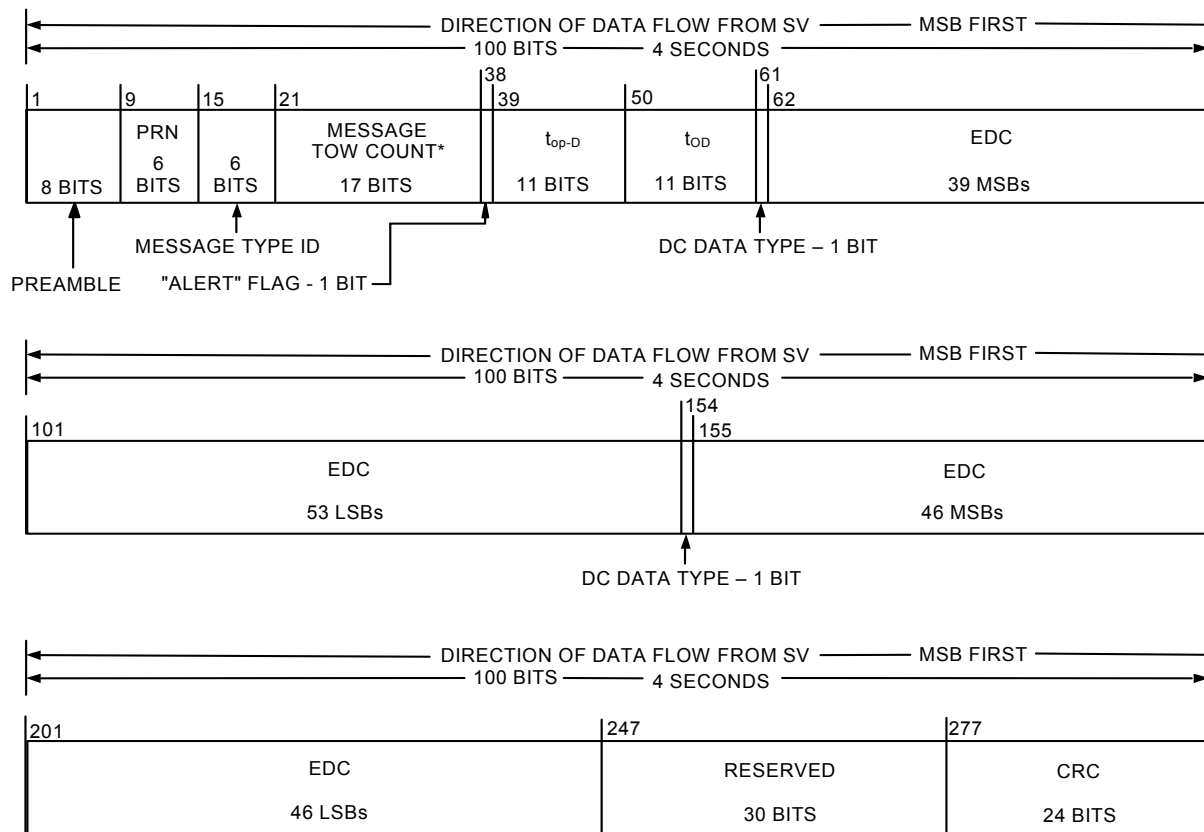 DIRECTION OF DATA FLOW FROM SV MSB FIRST
100 BITS 4 SECONDS
1 9 15 21 38 39 50 61 62
8 BITS
PRN
6
BITS
6
BITS
MESSAGE
TOW COUNT*
17 BITS
top-D
11 BITS
tOD
11 BITS
EDC
39 MSBs
MESSAGE TYPE ID
DC DATA TYPE – 1 BIT
PREAMBLE
"ALERT" FLAG - 1 BIT
DIRECTION OF DATA FLOW FROM SV MSB FIRST
100 BITS 4 SECONDS
101 154 155
EDC
53 LSBs
EDC
46 MSBs
DC DATA TYPE – 1 BIT
DIRECTION OF DATA FLOW FROM SV MSB FIRST
100 BITS 4 SECONDS
201 247 277
EDC
46 LSBs
RESERVED
30 BITS
CRC
24 BITS